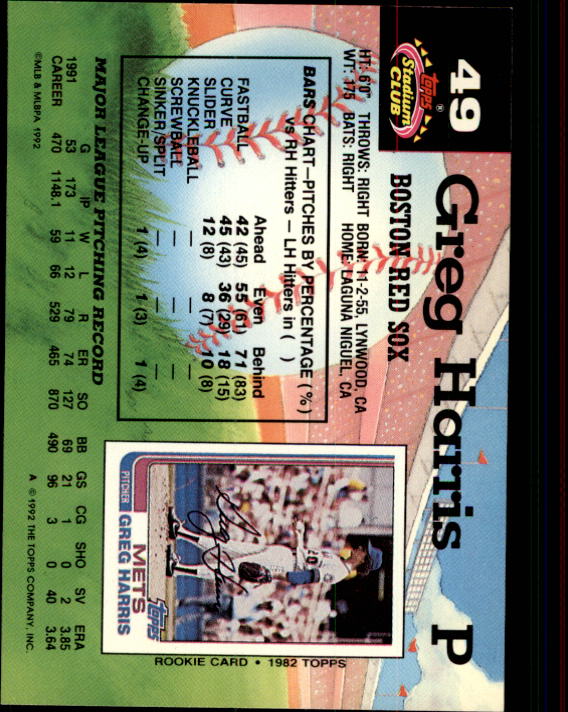 49
Greg Harris P
topps®
Stadium
CLUB
BOSTON RED SOX
HT: 6'0" THROWS: RIGHT BORN: 11-2-55, LYNWOOD, CA
WT: 175 BATS: RIGHT HOME: LAGUNA NIGUEL, CA
BARS CHART—PITCHES BY PERCENTAGE (%)
vs RH Hitters — LH Hitters in ( )
Ahead Even Behind
FASTBALL 42 (45) 55 (61) 71 (83)
CURVE 45 (43) 36 (29) 18 (15)
SLIDER 12 (8) 8 (7) 10 (8)
KNUCKLEBALL — — —
SCREWBALL — — —
SINKER/SPLIT — — —
CHANGE-UP 1 (4) 1 (3) 1 (4)
20
Greg Harris
Topps
METS
PITCHER GREG HARRIS
ROOKIE CARD • 1982 TOPPS
MAJOR LEAGUE PITCHING RECORD
G IP W L R ER SO BB GS CG SHO SV ERA
1991 53 173 11 12 79 74 127 69 21 1 0 2 3.85
CAREER 470 1148.1 59 66 529 465 870 490 96 3 0 40 3.64
©MLB & MLBPA 1992 A ©1992 THE TOPPS COMPANY, INC.